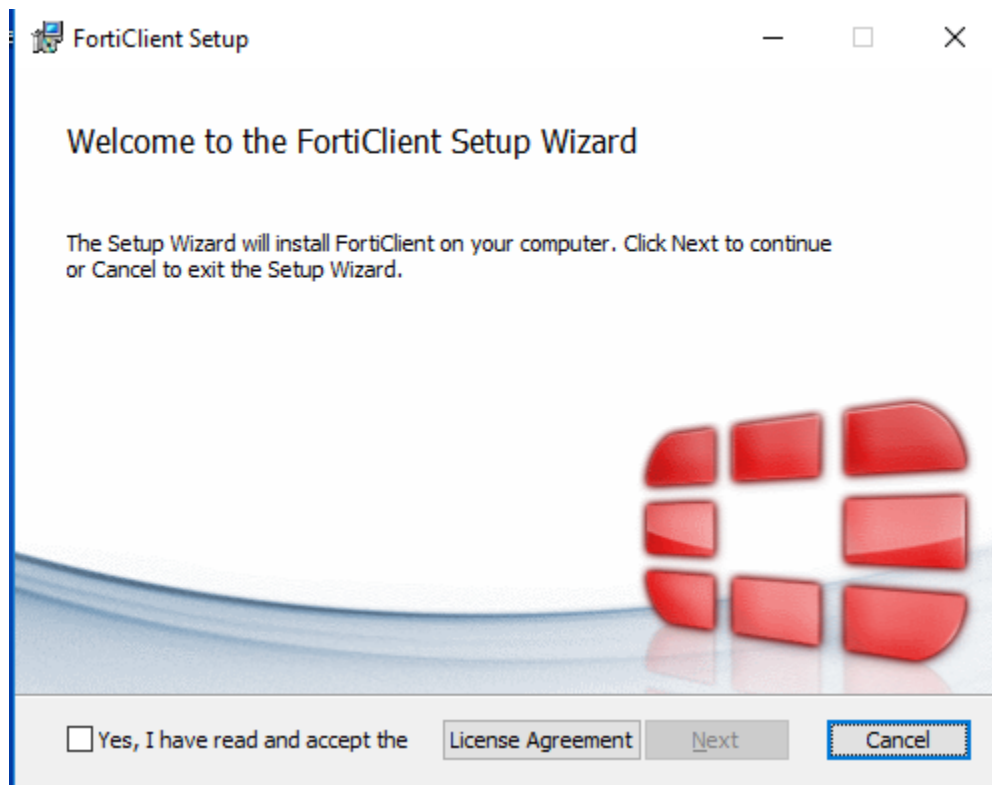 FortiClient Setup
Welcome to the FortiClient Setup Wizard
The Setup Wizard will install FortiClient on your computer. Click Next to continue
or Cancel to exit the Setup Wizard.
Yes, I have read and accept the License Agreement Next Cancel